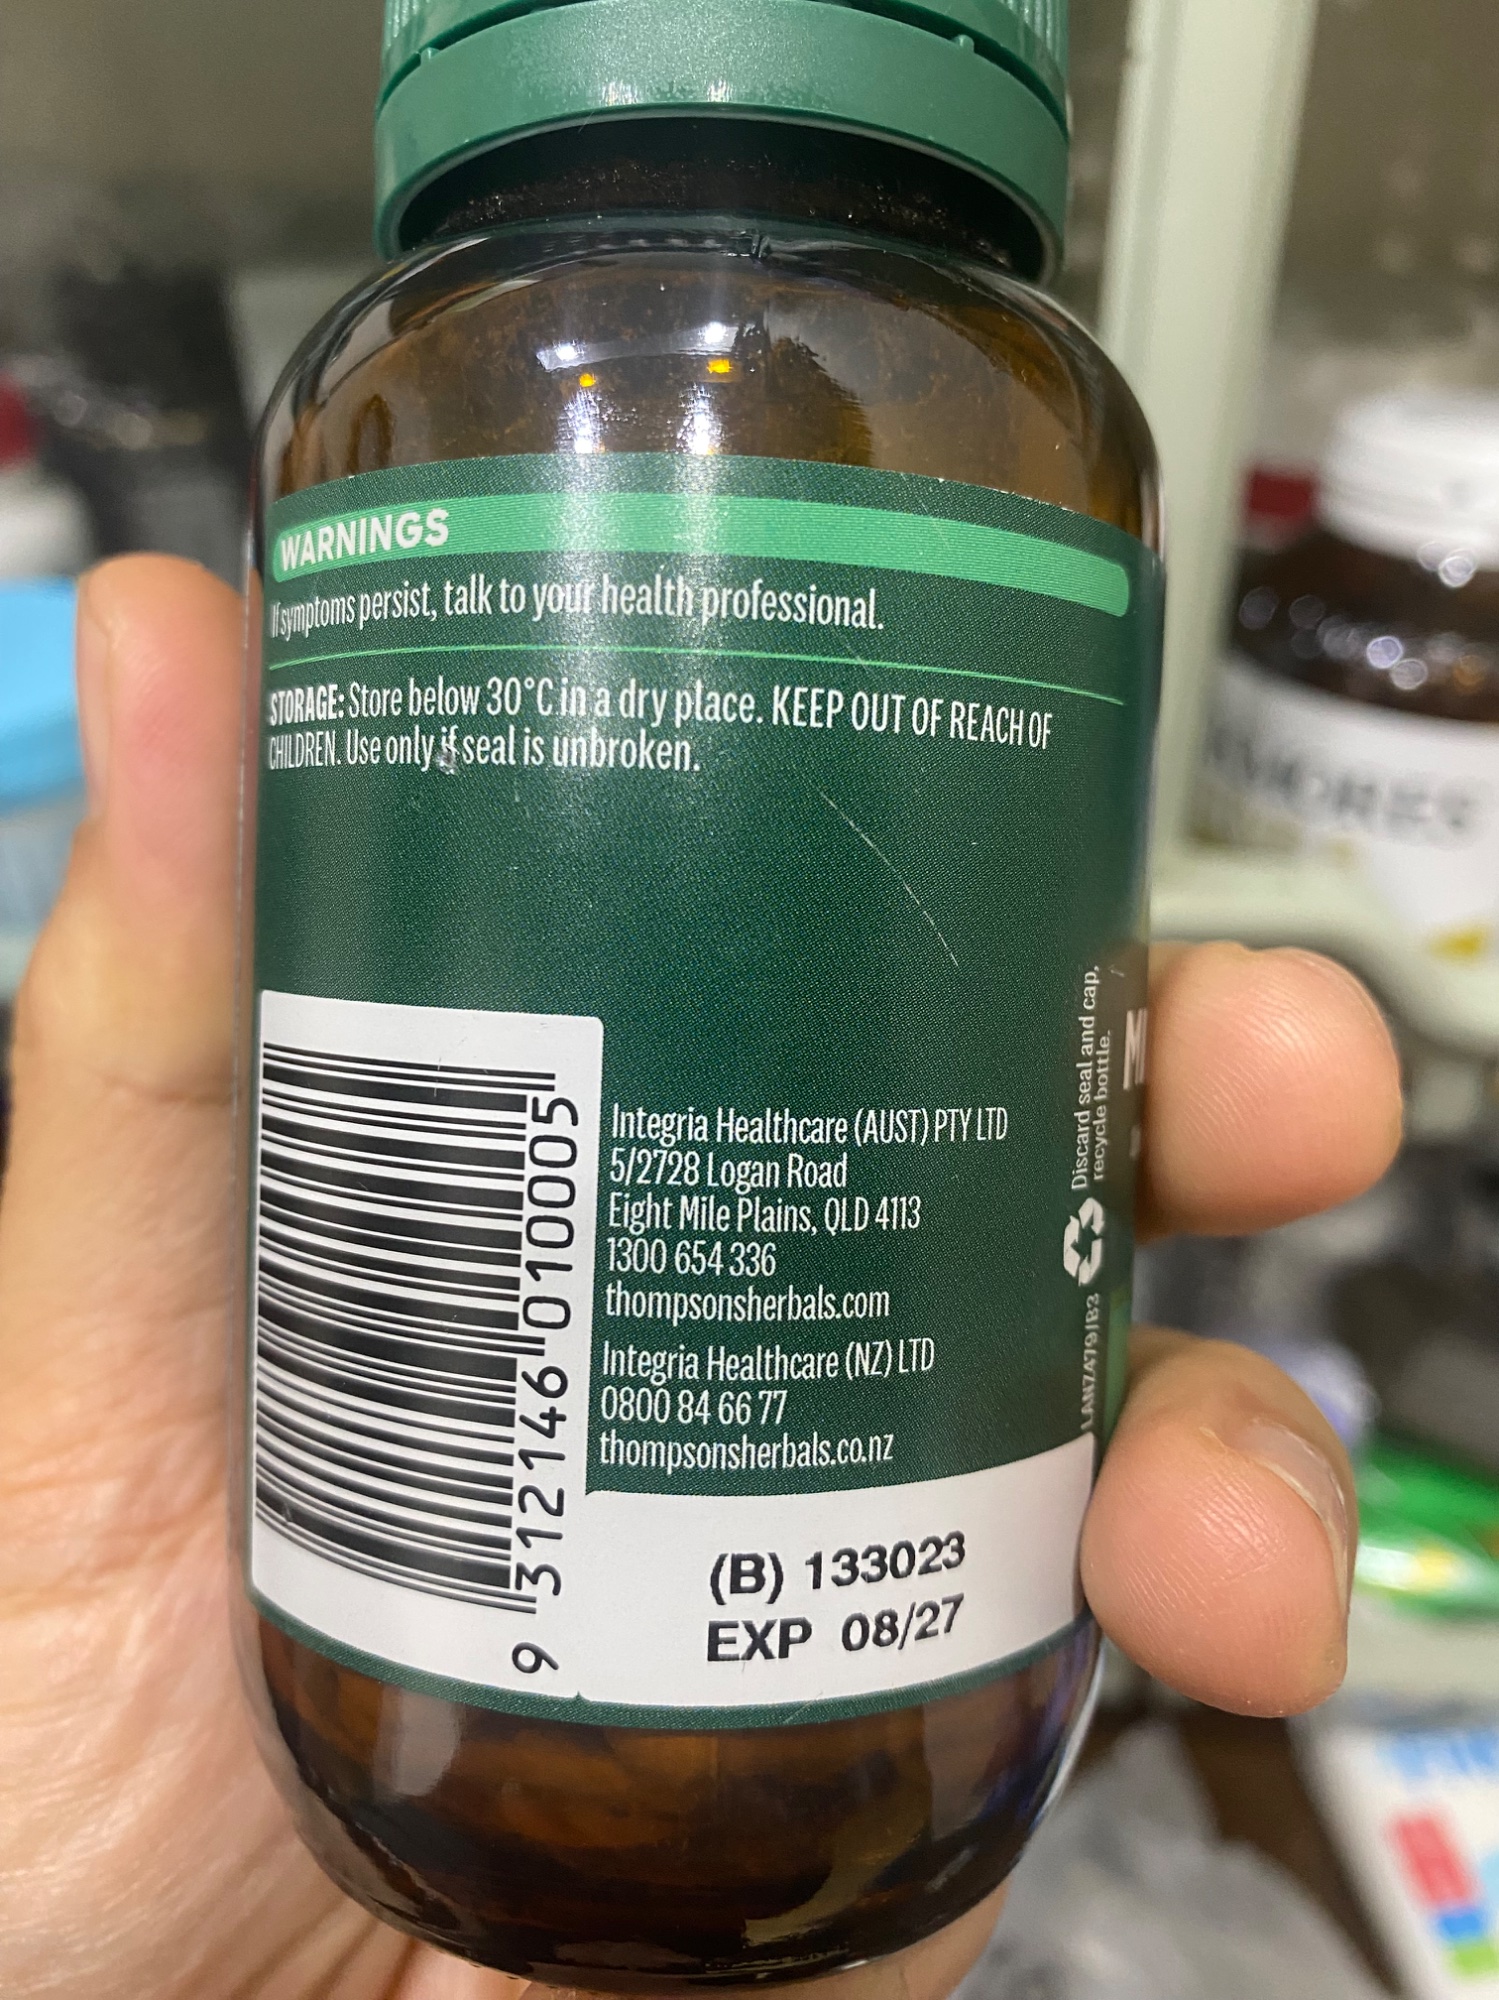 WARNINGS
If symptoms persist, talk to your health professional.
STORAGE: Store below 30°C in a dry place. KEEP OUT OF REACH OF
CHILDREN. Use only if seal is unbroken.
9 312146 010005
Integria Healthcare (AUST) PTY LTD
5/2728 Logan Road
Eight Mile Plains, QLD 4113
1300 654 336
thompsonsherbals.com
Integria Healthcare (NZ) LTD
0800 84 66 77
thompsonsherbals.co.nz
(B) 133023
EXP 08/27
Discard seal and cap,
recycle bottle.